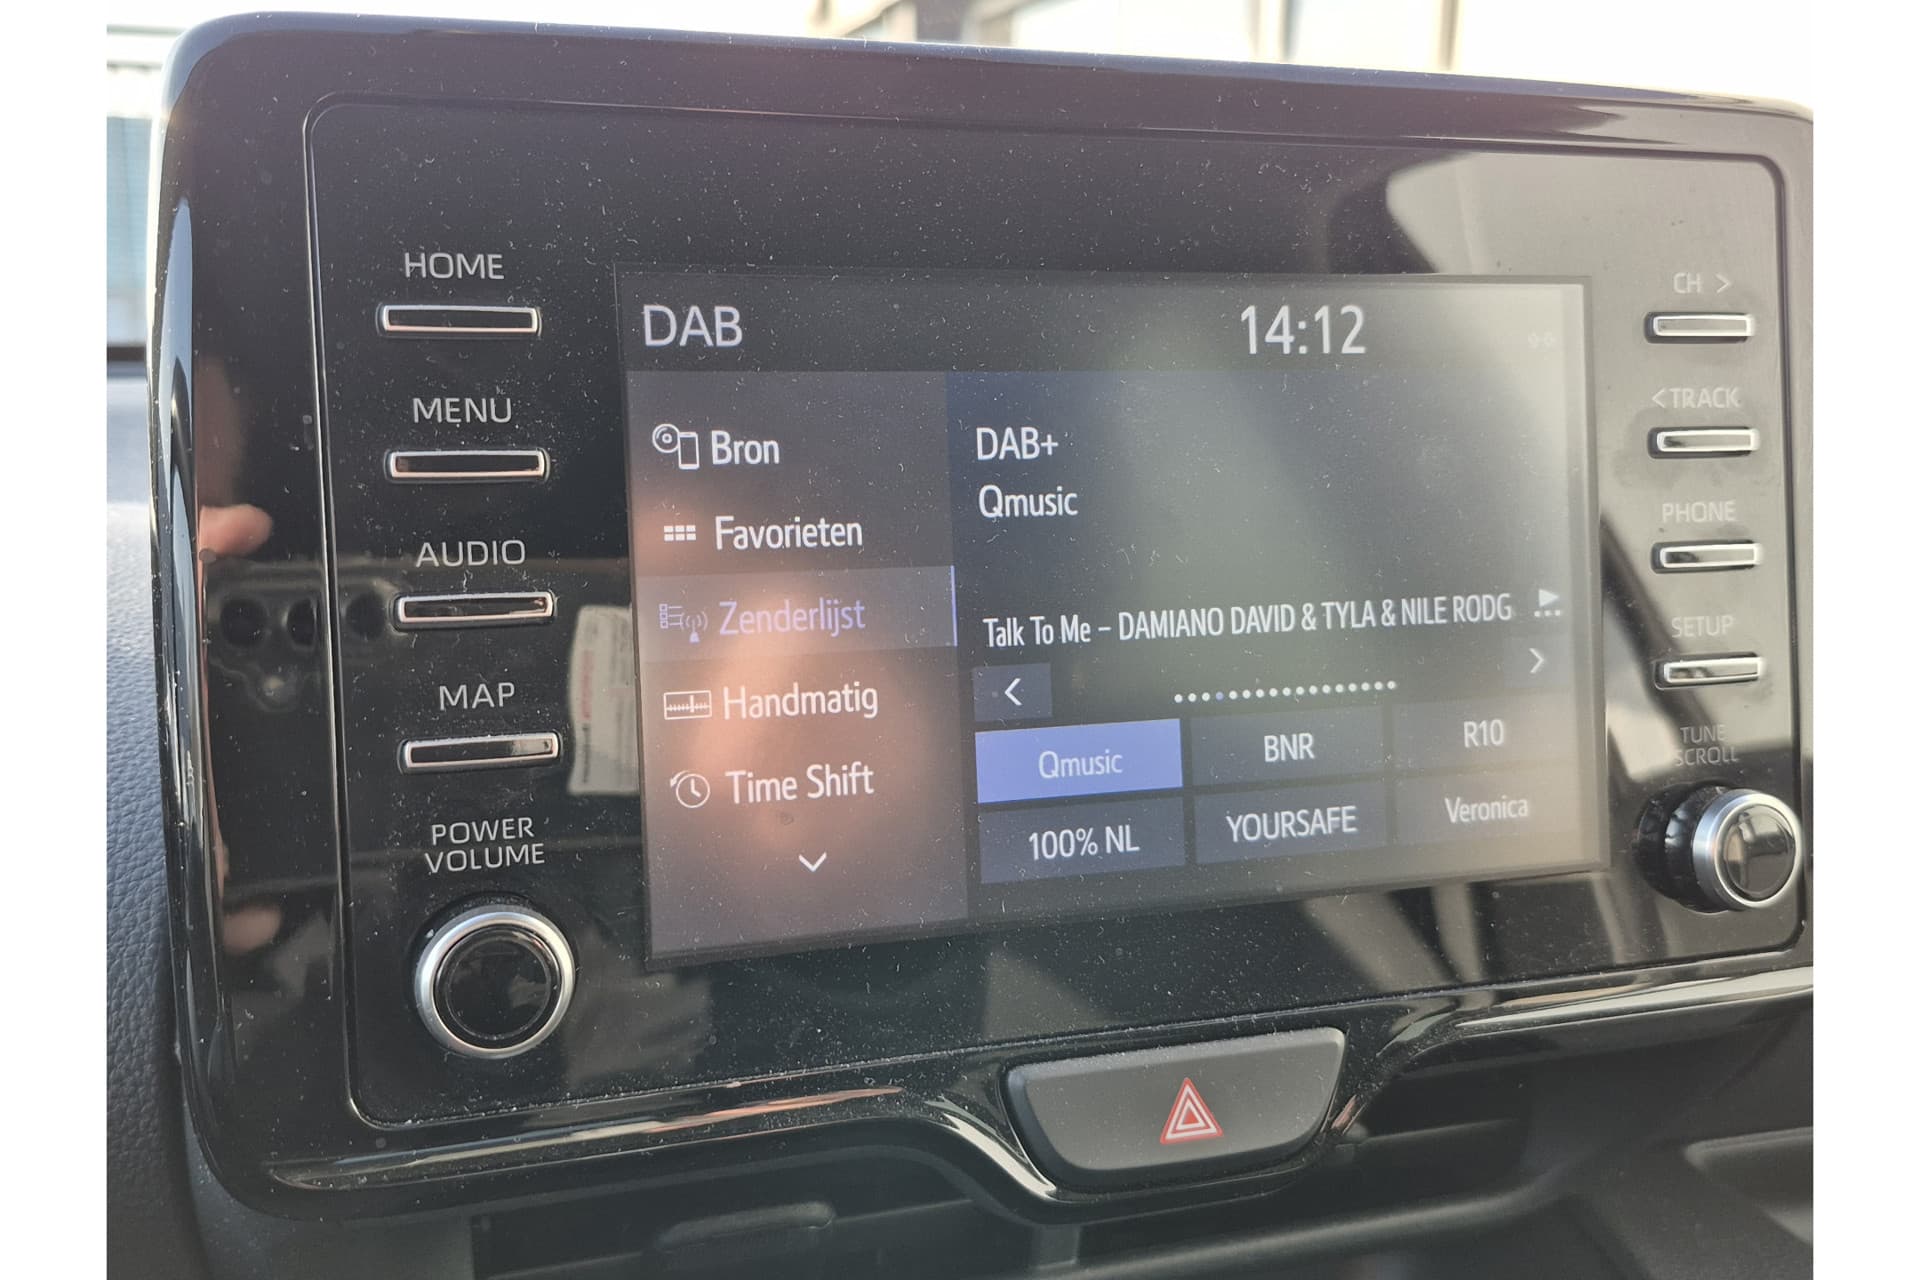 HOME
MENU
AUDIO
MAP
POWER
VOLUME
DAB
14:12
Bron
Favorieten
Zenderlijst
Handmatig
Time Shift
DAB+
Qmusic
Talk To Me – DAMIANO DAVID & TYLA & NILE RODG
<
>
Qmusic
BNR
R10
100% NL
YOURSAFE
Veronica
CH >
<TRACK
PHONE
SETUP
TUNE
SCROLL